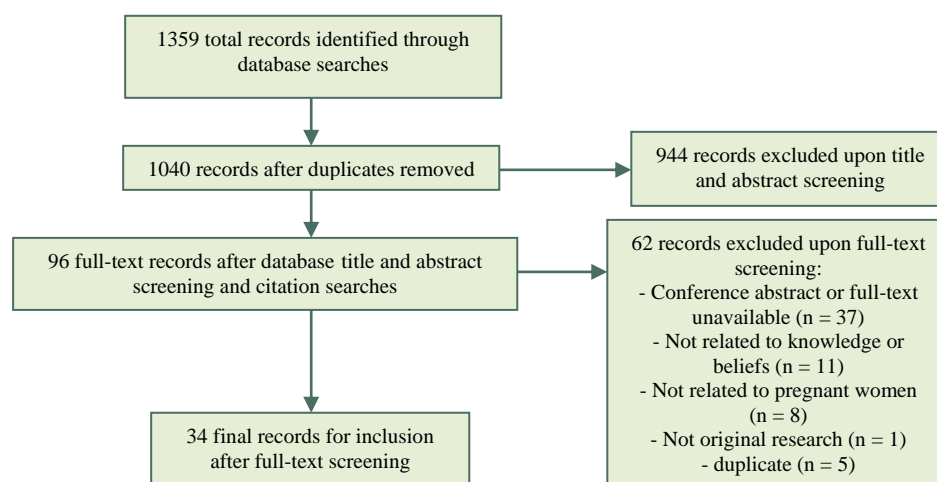 1359 total records identified through
database searches
1040 records after duplicates removed
944 records excluded upon title
and abstract screening
96 full-text records after database title and abstract
screening and citation searches
62 records excluded upon full-text
screening:
- Conference abstract or full-text
unavailable (n = 37)
- Not related to knowledge or
beliefs (n = 11)
- Not related to pregnant women
(n = 8)
- Not original research (n = 1)
- duplicate (n = 5)
34 final records for inclusion
after full-text screening